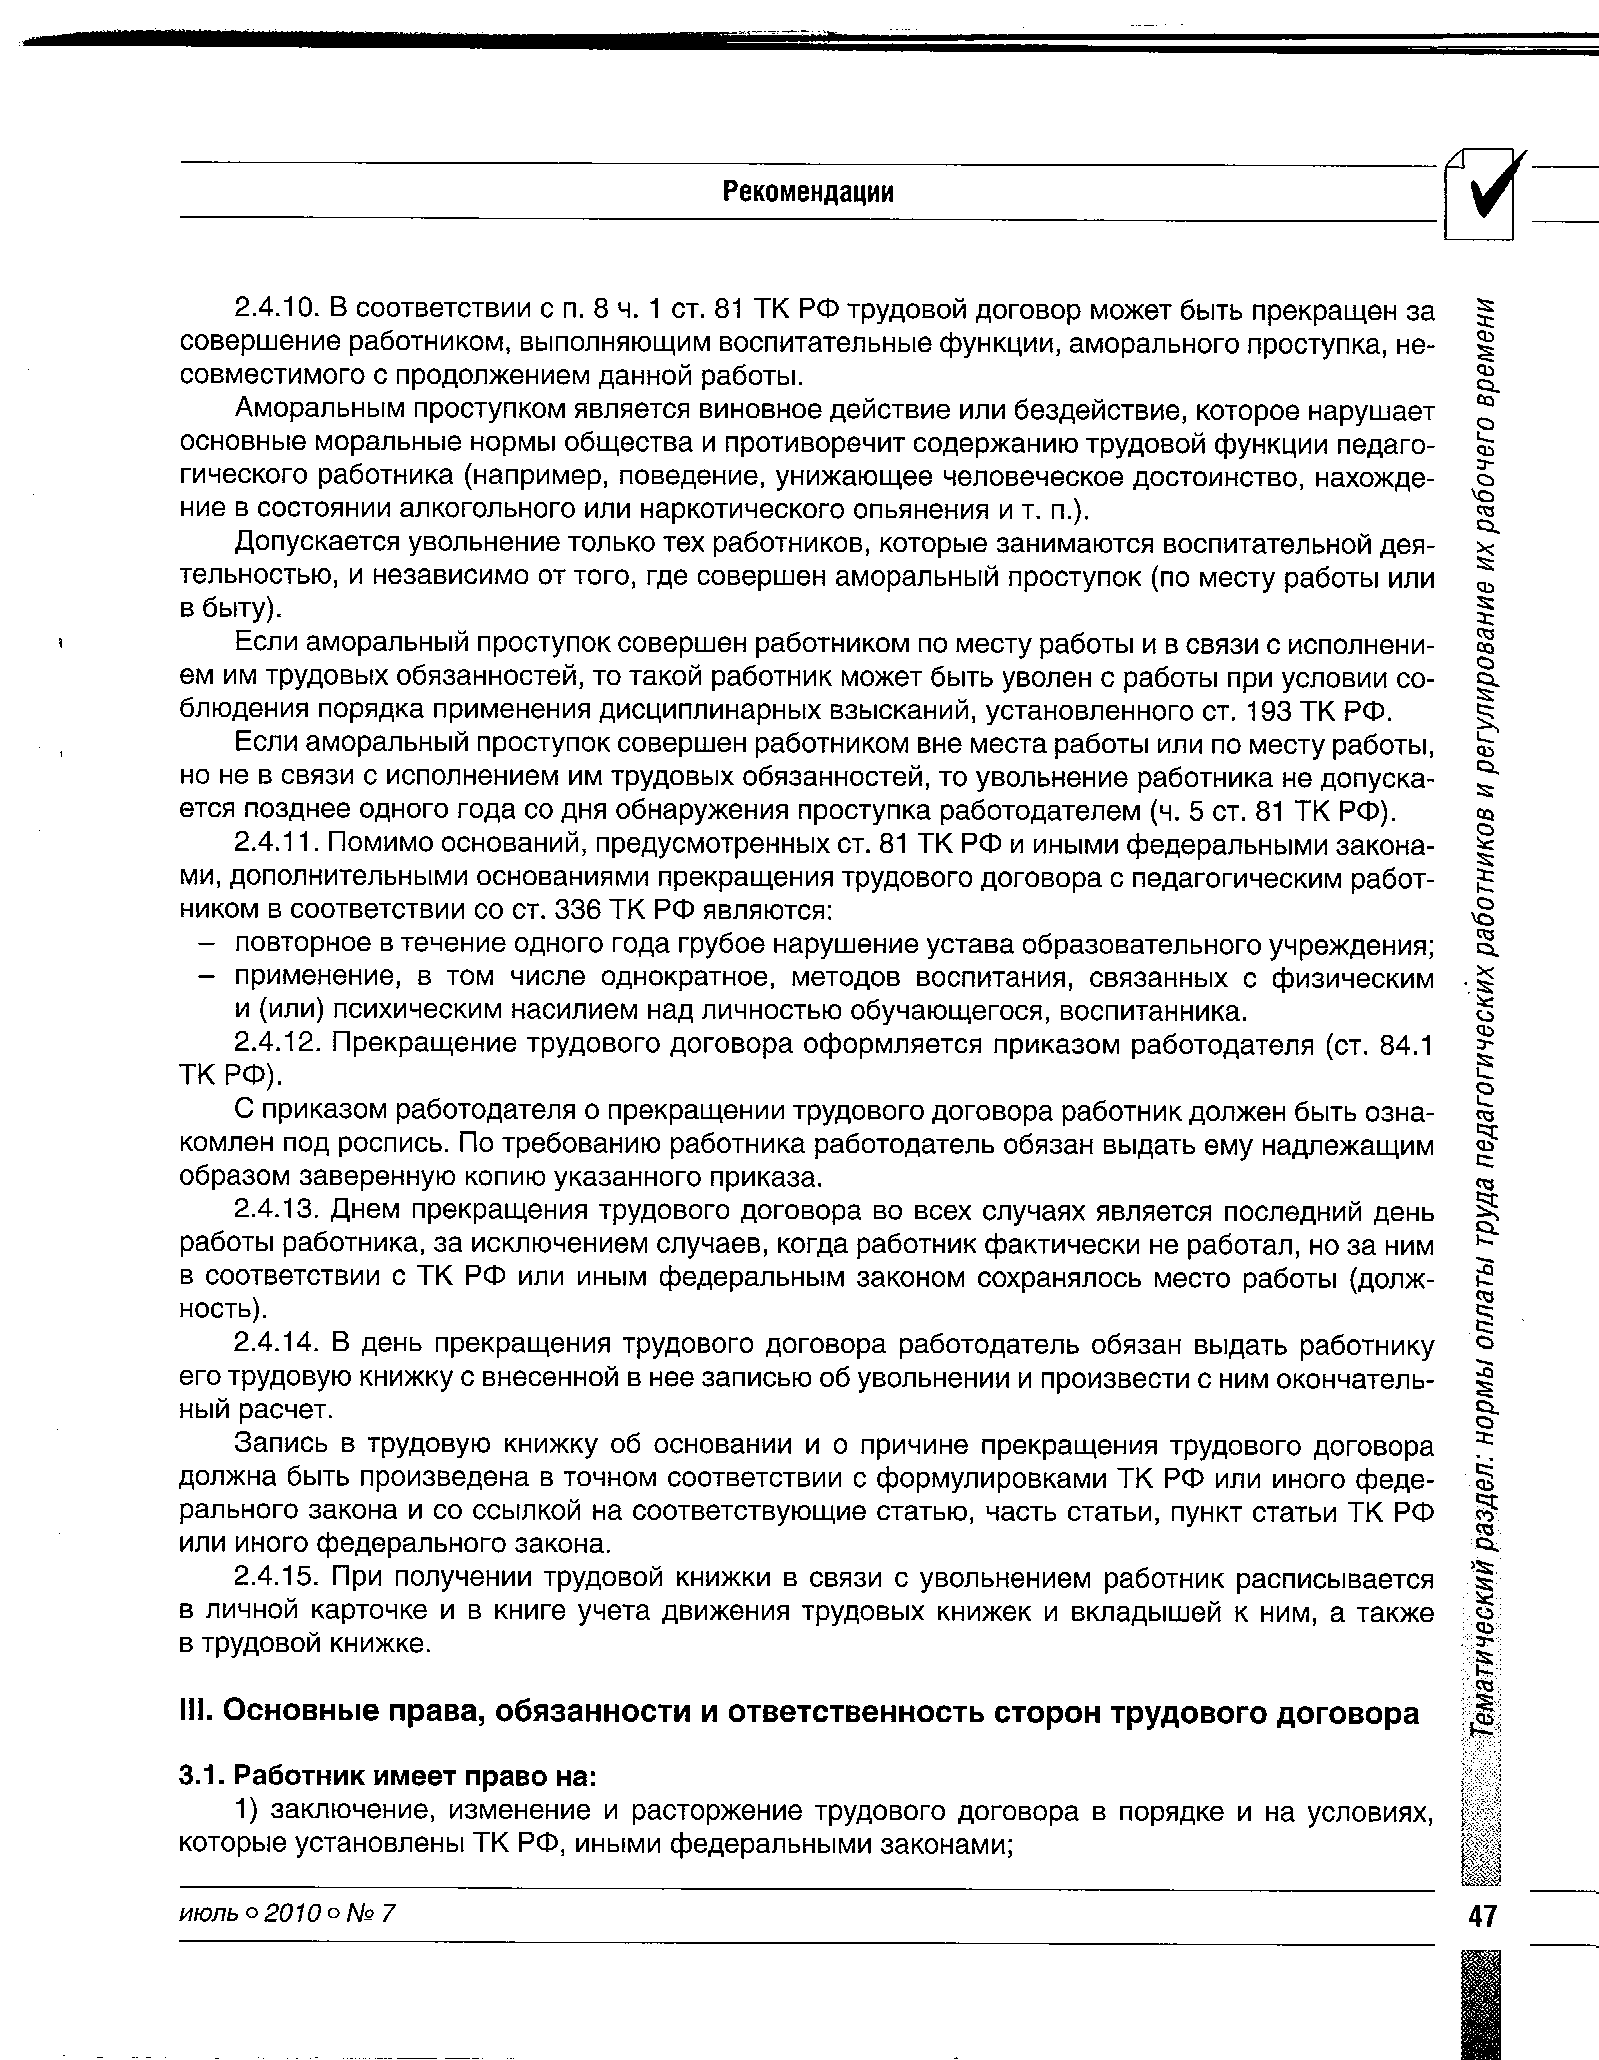 Рекомендации
2.4.10. В соответствии с п. 8 ч. 1 ст. 81 ТК РФ трудовой договор может быть прекращен за
совершение работником, выполняющим воспитательные функции, аморального проступка, не-
совместимого с продолжением данной работы.
Аморальным проступком является виновное действие или бездействие, которое нарушает
основные моральные нормы общества и противоречит содержанию трудовой функции педаго-
гического работника (например, поведение, унижающее человеческое достоинство, нахожде-
ние в состоянии алкогольного или наркотического опьянения и т. п.).
Допускается увольнение только тех работников, которые занимаются воспитательной дея-
тельностью, и независимо от того, где совершен аморальный проступок (по месту работы или
в быту).
Если аморальный проступок совершен работником по месту работы и в связи с исполнени-
ем им трудовых обязанностей, то такой работник может быть уволен с работы при условии со-
блюдения порядка применения дисциплинарных взысканий, установленного ст. 193 ТК РФ.
Если аморальный проступок совершен работником вне места работы или по месту работы,
но не в связи с исполнением им трудовых обязанностей, то увольнение работника не допуска-
ется позднее одного года со дня обнаружения проступка работодателем (ч. 5 ст. 81 ТК РФ).
2.4.11. Помимо оснований, предусмотренных ст. 81 ТК РФ и иными федеральными закона-
ми, дополнительными основаниями прекращения трудового договора с педагогическим работ-
ником в соответствии со ст. 336 ТК РФ являются:
– повторное в течение одного года грубое нарушение устава образовательного учреждения;
– применение, в том числе однократное, методов воспитания, связанных с физическим
и (или) психическим насилием над личностью обучающегося, воспитанника.
2.4.12. Прекращение трудового договора оформляется приказом работодателя (ст. 84.1
ТК РФ).
С приказом работодателя о прекращении трудового договора работник должен быть озна-
комлен под роспись. По требованию работника работодатель обязан выдать ему надлежащим
образом заверенную копию указанного приказа.
2.4.13. Днем прекращения трудового договора во всех случаях является последний день
работы работника, за исключением случаев, когда работник фактически не работал, но за ним
в соответствии с ТК РФ или иным федеральным законом сохранялось место работы (долж-
ность).
2.4.14. В день прекращения трудового договора работодатель обязан выдать работнику
его трудовую книжку с внесенной в нее записью об увольнении и произвести с ним окончатель-
ный расчет.
Запись в трудовую книжку об основании и о причине прекращения трудового договора
должна быть произведена в точном соответствии с формулировками ТК РФ или иного феде-
рального закона и со ссылкой на соответствующие статью, часть статьи, пункт статьи ТК РФ
или иного федерального закона.
2.4.15. При получении трудовой книжки в связи с увольнением работник расписывается
в личной карточке и в книге учета движения трудовых книжек и вкладышей к ним, а также
в трудовой книжке.
III. Основные права, обязанности и ответственность сторон трудового договора
3.1. Работник имеет право на:
1) заключение, изменение и расторжение трудового договора в порядке и на условиях,
которые установлены ТК РФ, иными федеральными законами;
Тематический раздел: нормы оплаты труда педагогических работников и регулирование их рабочего времени
июль ○ 2010 ○ № 7
47